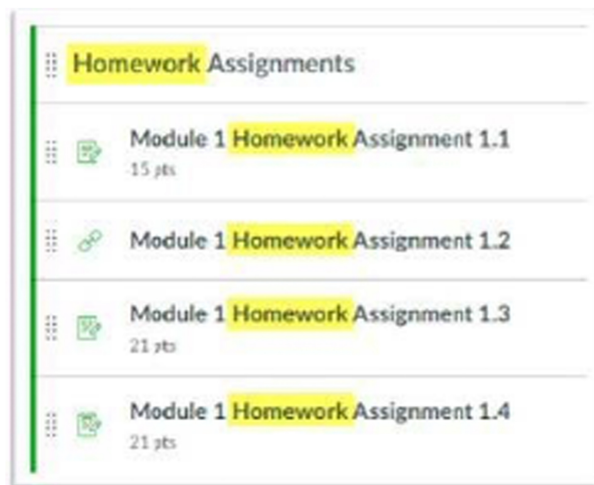 Homework Assignments
Module 1 Homework Assignment 1.1
15 pts
Module 1 Homework Assignment 1.2
Module 1 Homework Assignment 1.3
21 pts
Module 1 Homework Assignment 1.4
21 pts